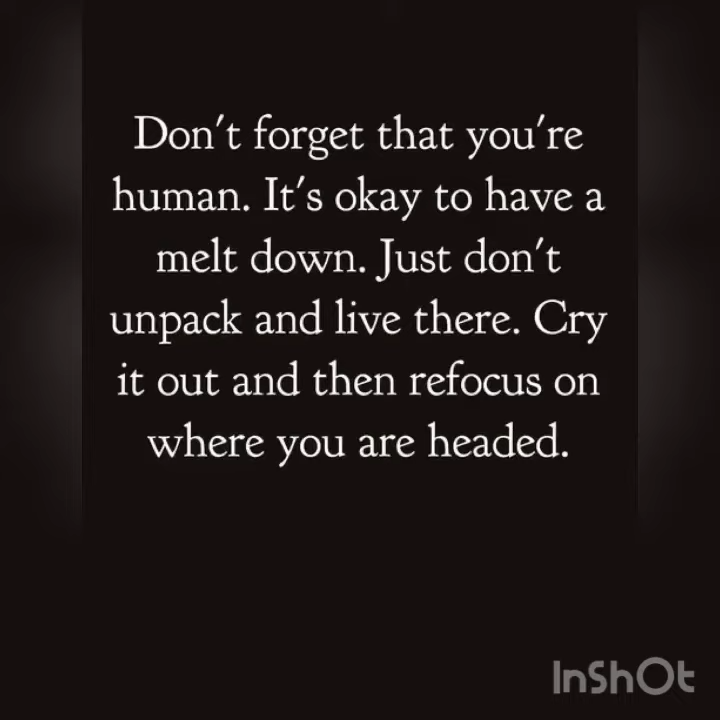 Don't forget that you're
human. It's okay to have a
melt down. Just don't
unpack and live there. Cry
it out and then refocus on
where you are headed.
InShOt